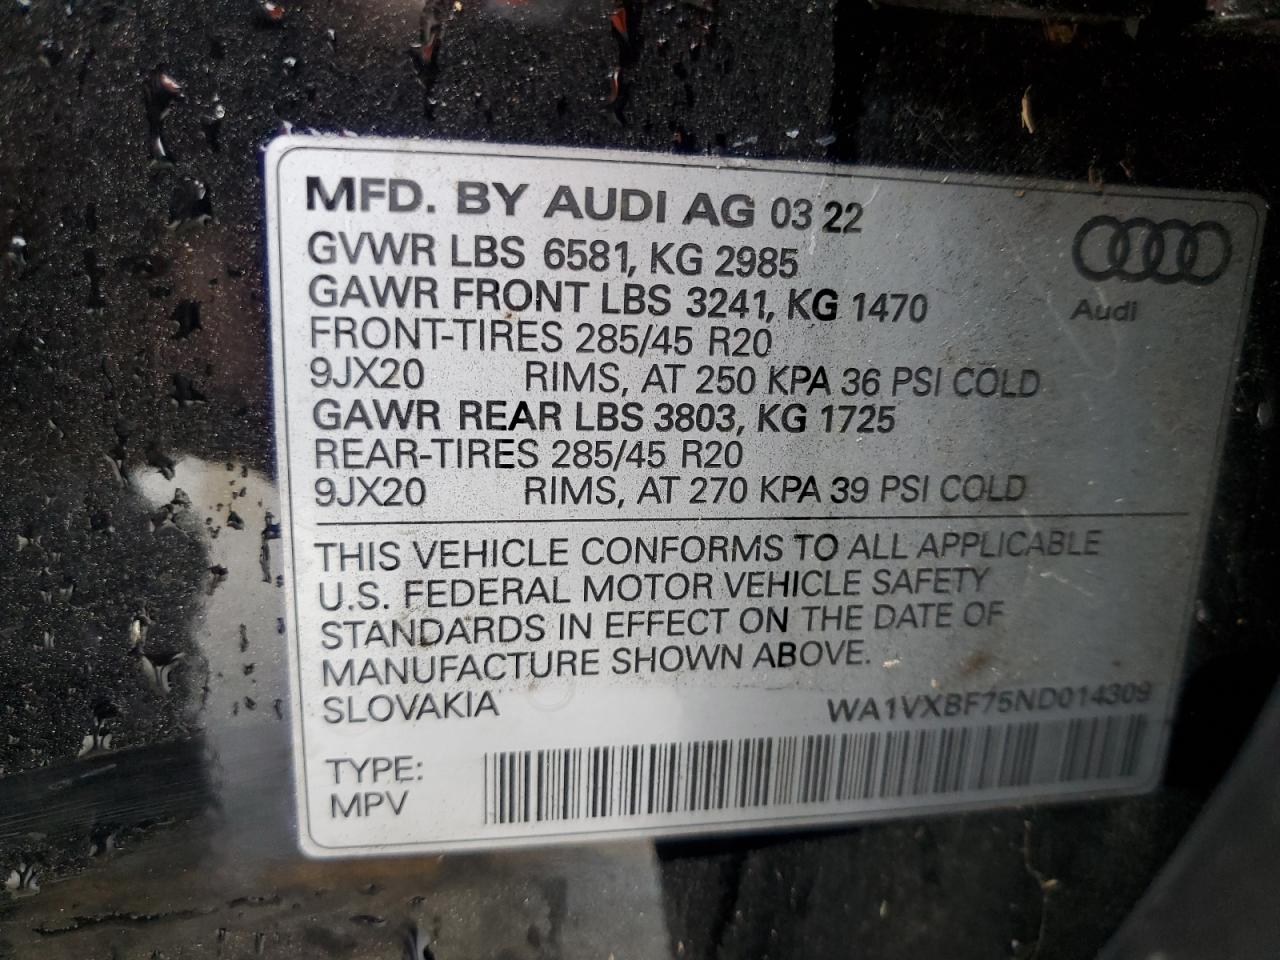 MFD. BY AUDI AG 03 22
GVWR LBS 6581, KG 2985
GAWR FRONT LBS 3241, KG 1470
FRONT-TIRES 285/45 R20
9JX20 RIMS, AT 250 KPA 36 PSI COLD
GAWR REAR LBS 3803, KG 1725
REAR-TIRES 285/45 R20
9JX20 RIMS, AT 270 KPA 39 PSI COLD
Audi
THIS VEHICLE CONFORMS TO ALL APPLICABLE
U.S. FEDERAL MOTOR VEHICLE SAFETY
STANDARDS IN EFFECT ON THE DATE OF
MANUFACTURE SHOWN ABOVE.
SLOVAKIA WA1VXBF75ND014309
TYPE:
MPV